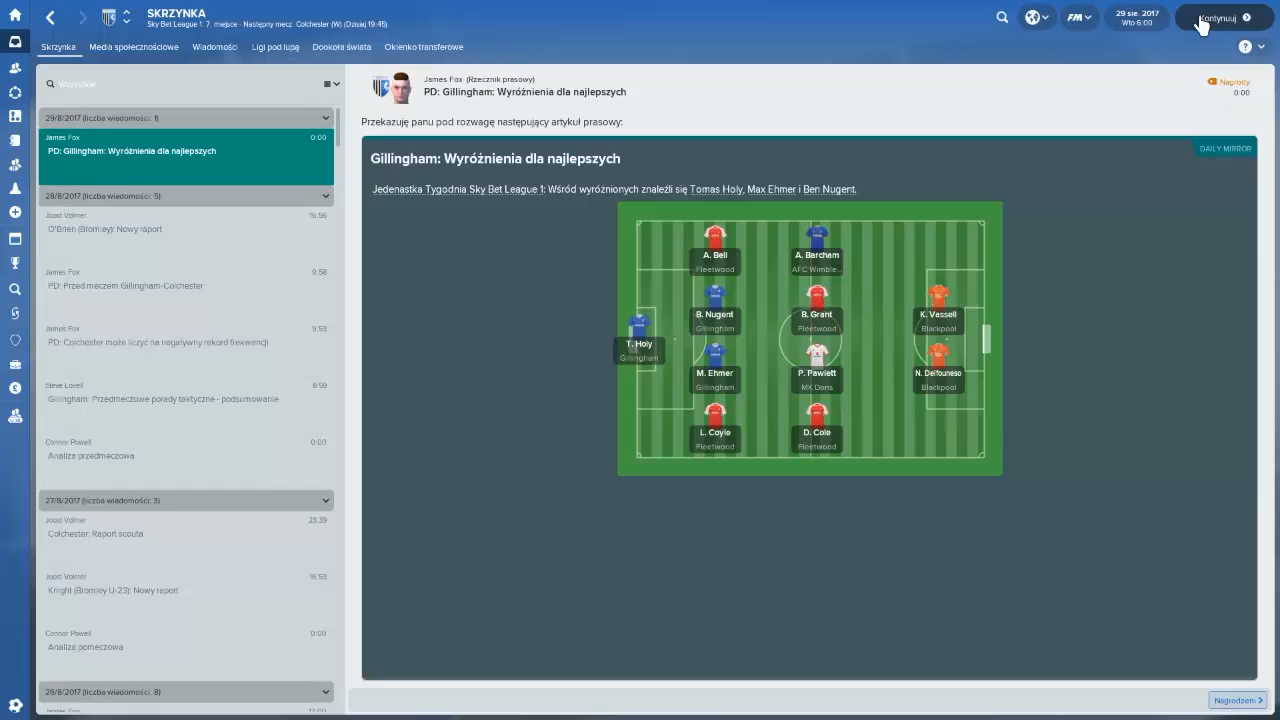 SKRZYNKA
Sky Bet League 1. 7. miejsce - Następny mecz: Colchester (W) (Dzisiaj 19:45)
FM
29 sie. 2017
Wto 6:00
Kontynuuj
Skrzynka
Media społecznościowe
Wiadomości
Ligi pod lupą
Dookoła świata
Okienko transferowe
Wyszukaj
29/8/2017 (liczba wiadomości: 1)
James Fox 0:00
PD: Gillingham: Wyróżnienia dla najlepszych
28/8/2017 (liczba wiadomości: 5)
Joost Volmer 15:56
O'Brien (Bromley): Nowy raport
James Fox 9:58
PD: Przed meczem Gillingham-Colchester
James Fox 9:53
PD: Colchester może liczyć na negatywny rekord frekwencji
Steve Lovell 8:59
Gillingham: Przedmeczowe porady taktyczne - podsumowanie
Connor Powell 0:00
Analiza przedmeczowa
27/8/2017 (liczba wiadomości: 3)
Joost Volmer 23:39
Colchester: Raport scouta
Joost Volmer 16:53
Knight (Bromley U-23): Nowy raport
Connor Powell 0:00
Analiza pomeczowa
26/8/2017 (liczba wiadomości: 8)
James Fox 17:00
James Fox (Rzecznik prasowy)
PD: Gillingham: Wyróżnienia dla najlepszych
Nagrody
0:00
Przekazuję panu pod rozwagę następujący artykuł prasowy:
DAILY MIRROR
Gillingham: Wyróżnienia dla najlepszych
Jedenastka Tygodnia Sky Bet League 1: Wśród wyróżnionych znaleźli się Tomas Holy, Max Ehmer i Ben Nugent.
A. Bell
Fleetwood
A. Barcham
AFC Wimble...
B. Nugent
Gillingham
B. Grant
Fleetwood
K. Vassell
Blackpool
T. Holy
Gillingham
M. Ehmer
Gillingham
P. Pawlett
MK Dons
N. Delfouneso
Blackpool
L. Coyle
Fleetwood
D. Cole
Fleetwood
Nagrodzeni